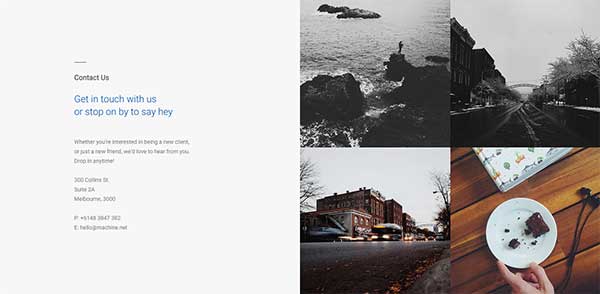 Contact Us
Get in touch with us
or stop on by to say hey
Whether you're interested in being a new client,
or just a new friend, we'd love to hear from you.
Drop in anytime!
300 Collins St.
Suite 2A
Melbourne, 3000
P: +6148 3847 382
E: hello@machine.net